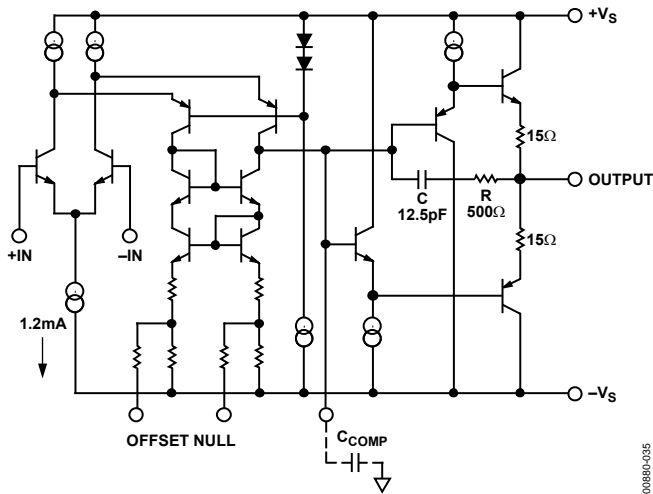 +VS
15Ω
OUTPUT
C
12.5pF
R
500Ω
15Ω
+IN
–IN
1.2mA
–VS
OFFSET NULL
CCOMP
00880-035